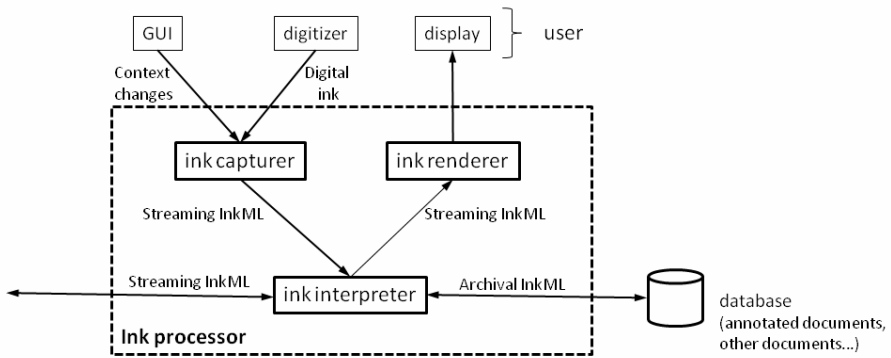 GUI
digitizer
display
user
Context
changes
Digital
ink
ink capturer
ink renderer
Streaming InkML
Streaming InkML
Streaming InkML
ink interpreter
Archival InkML
database
(annotated documents,
other documents...)
Ink processor